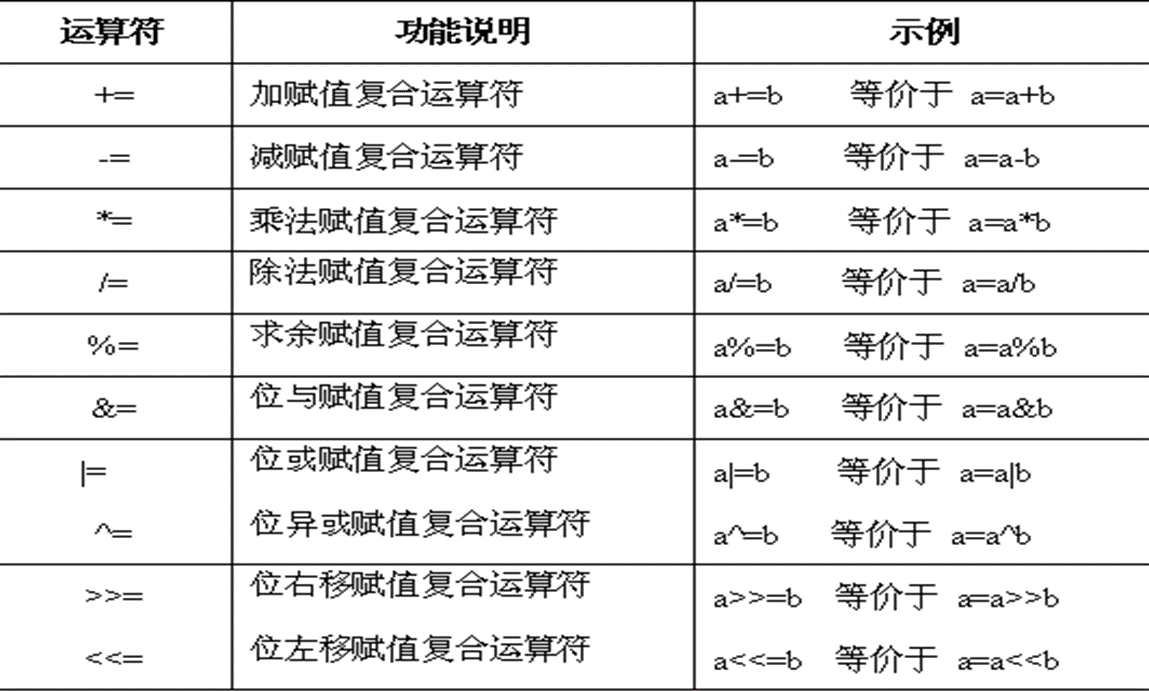 运算符 功能说明 示例
+= 加赋值复合运算符 a+=b 等价于 a=a+b
-= 减赋值复合运算符 a-=b 等价于 a=a-b
*= 乘法赋值复合运算符 a*=b 等价于 a=a*b
/= 除法赋值复合运算符 a/=b 等价于 a=a/b
%= 求余赋值复合运算符 a%=b 等价于 a=a%b
&= 位与赋值复合运算符 a&=b 等价于 a=a&b
|= 位或赋值复合运算符 a|=b 等价于 a=a|b
^= 位异或赋值复合运算符 a^=b 等价于 a=a^b
>>= 位右移赋值复合运算符 a>>=b 等价于 a=a>>b
<<= 位左移赋值复合运算符 a<<=b 等价于 a=a<<b